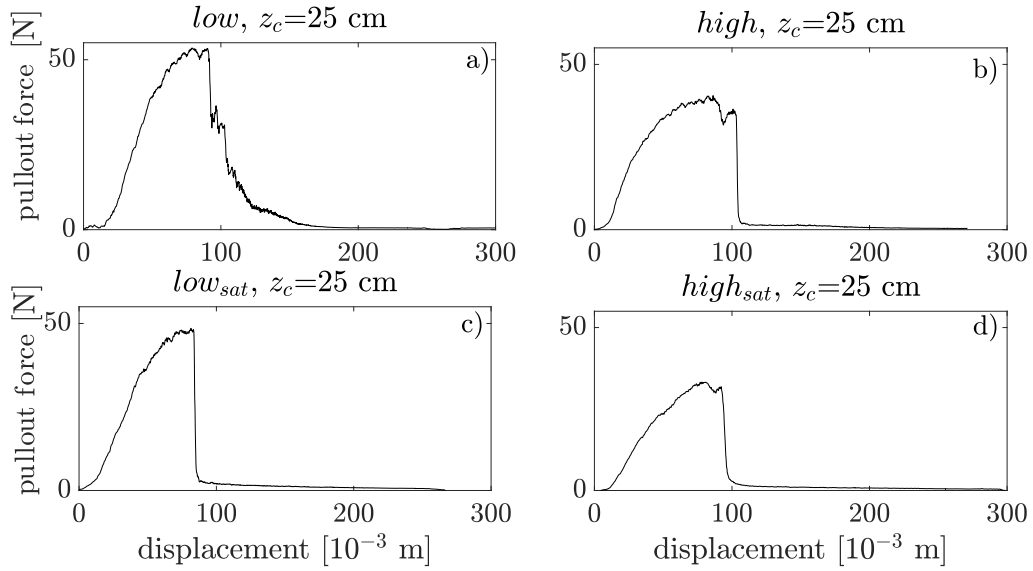 low, z_c=25 cm
high, z_c=25 cm
pullout force [N]
50
0
a)
0 100 200 300
50
0
b)
0 100 200 300
low_sat, z_c=25 cm
high_sat, z_c=25 cm
pullout force [N]
50
0
c)
0 100 200 300
displacement [10⁻³ m]
50
0
d)
0 100 200 300
displacement [10⁻³ m]